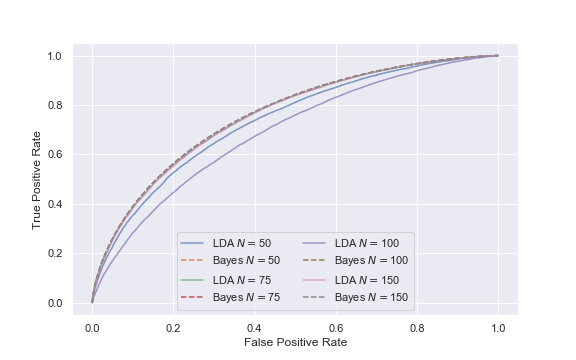 1.0
0.8
0.6
0.4
0.2
0.0
True Positive Rate
LDA N = 50
Bayes N = 50
LDA N = 75
Bayes N = 75
LDA N = 100
Bayes N = 100
LDA N = 150
Bayes N = 150
0.0 0.2 0.4 0.6 0.8 1.0
False Positive Rate